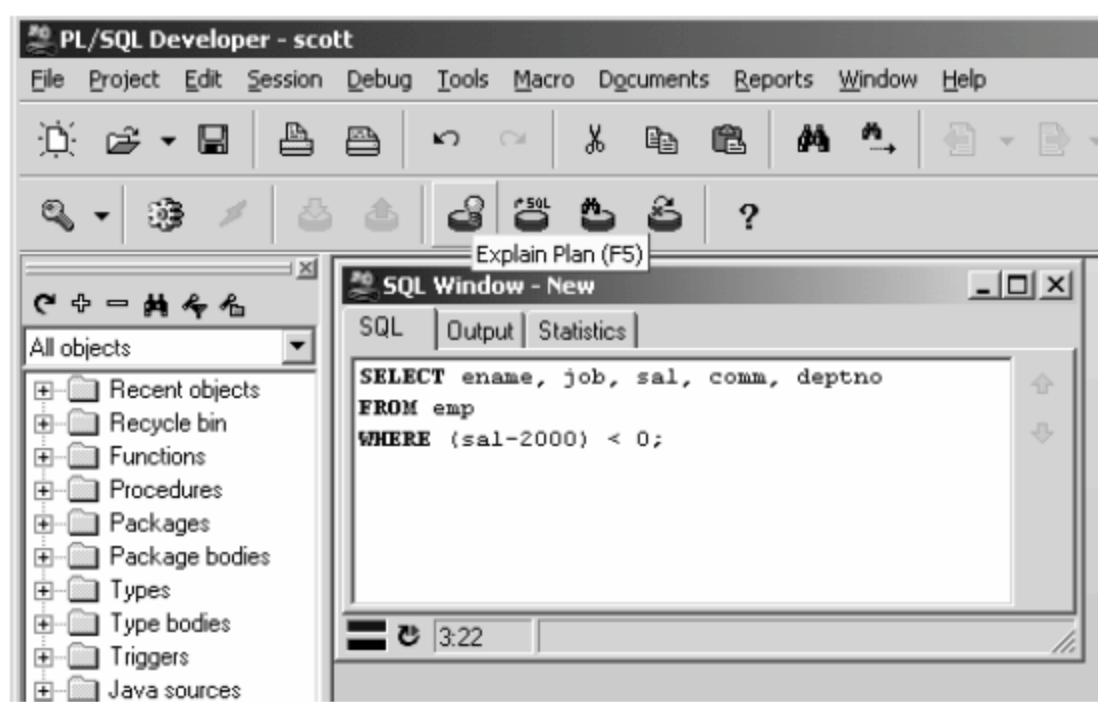 PL/SQL Developer - scott
File Project Edit Session Debug Tools Macro Documents Reports Window Help
SQL
?
Explain Plan (F5)
All objects
Recent objects
Recycle bin
Functions
Procedures
Packages
Package bodies
Types
Type bodies
Triggers
Java sources
SQL Window - New
SQL Output Statistics
SELECT ename, job, sal, comm, deptno
FROM emp
WHERE (sal-2000) < 0;
3:22